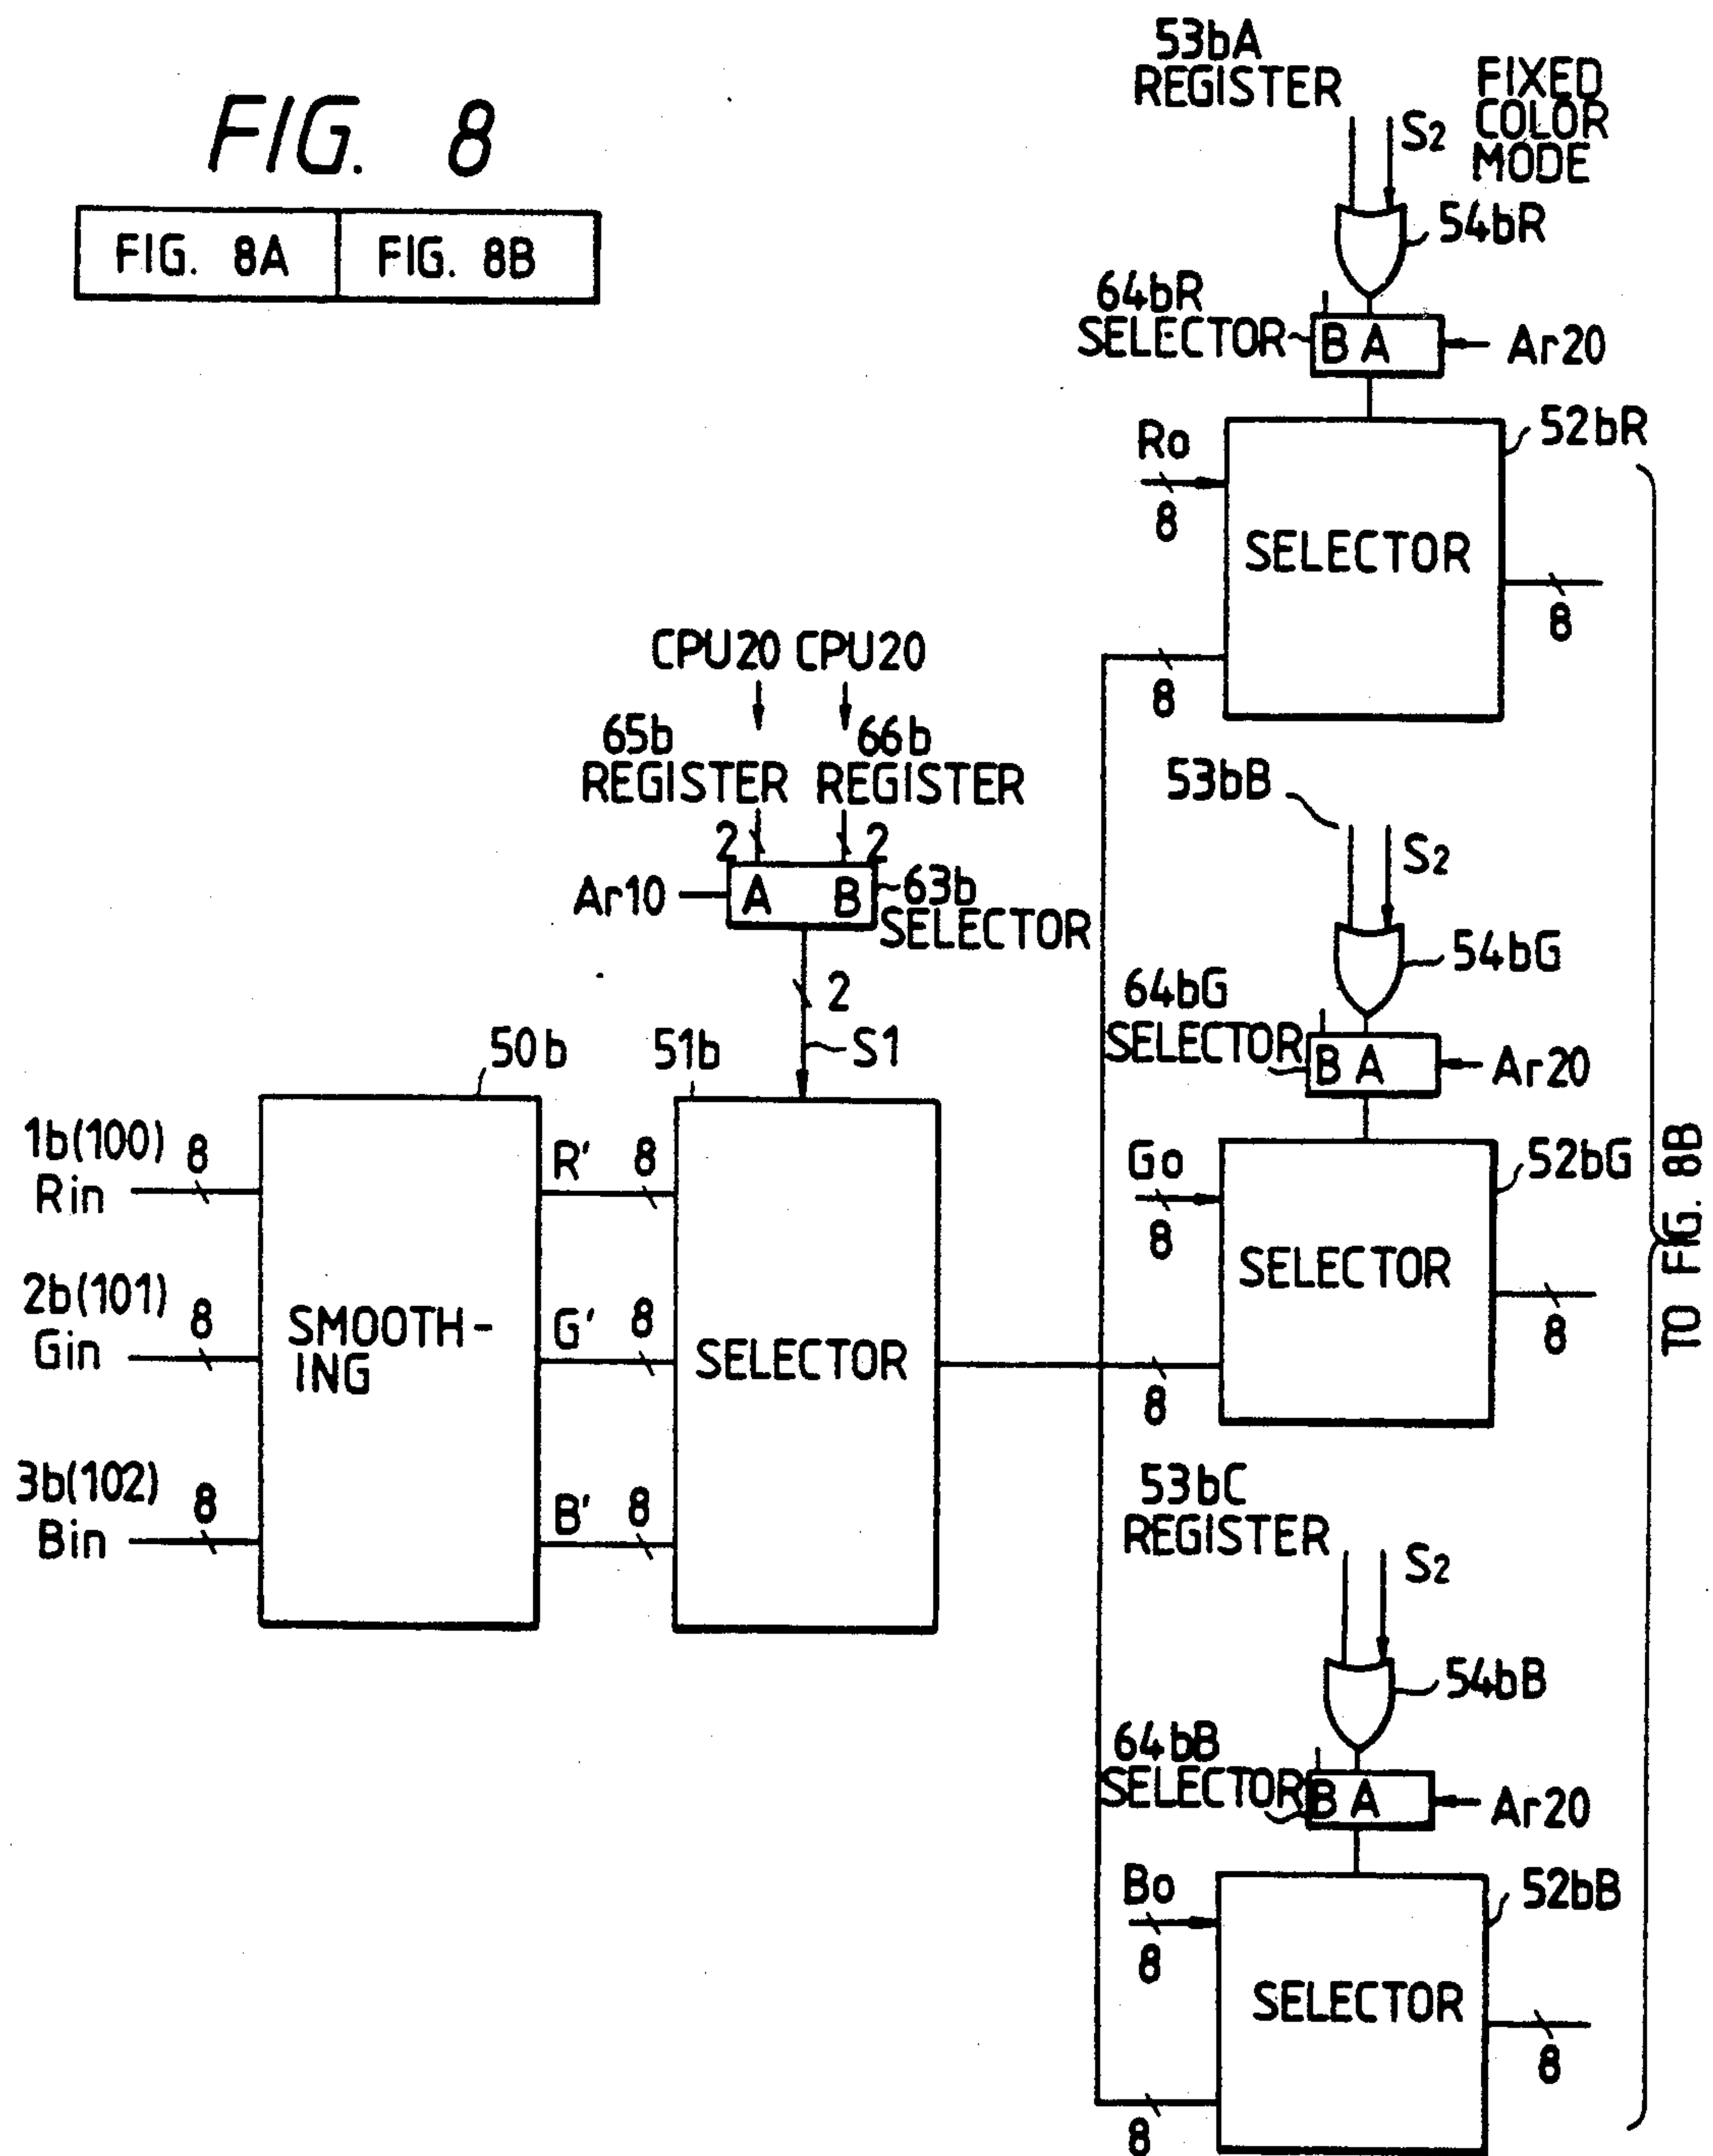 FIG. 8
FIG. 8A
FIG. 8B
53bA
REGISTER
S2
FIXED
COLOR
MODE
54bR
64bR
SELECTOR
B A
Ar20
52bR
Ro
8
SELECTOR
8
8
CPU20 CPU20
65b
REGISTER
66b
REGISTER
2
2
Ar10
A B
63b
SELECTOR
2
S1
53bB
S2
54bG
64bG
SELECTOR
B A
Ar20
52bG
Go
8
SELECTOR
8
8
50b
51b
1b(100)
Rin
8
R'
8
2b(101)
Gin
8
SMOOTH-
ING
G'
8
SELECTOR
3b(102)
Bin
8
B'
8
53bC
REGISTER
S2
54bB
64bB
SELECTOR
B A
Ar20
52bB
Bo
8
SELECTOR
8
8
TO FIG. 8B